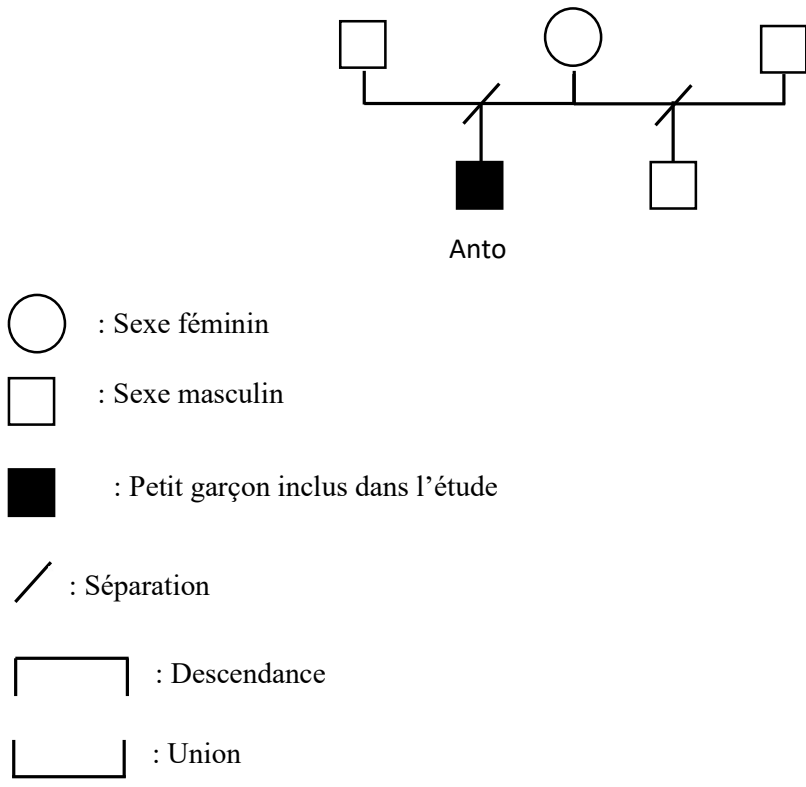 Anto
: Sexe féminin
: Sexe masculin
: Petit garçon inclus dans l’étude
: Séparation
: Descendance
: Union